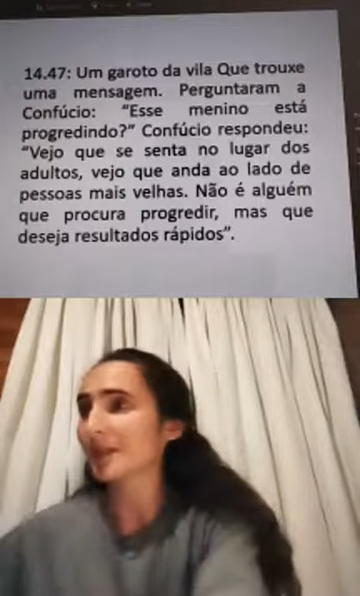 14.47: Um garoto da vila Que trouxe
uma mensagem. Perguntaram a
Confúcio: "Esse menino está
progredindo?" Confúcio respondeu:
"Vejo que se senta no lugar dos
adultos, vejo que anda ao lado de
pessoas mais velhas. Não é alguém
que procura progredir, mas que
deseja resultados rápidos".